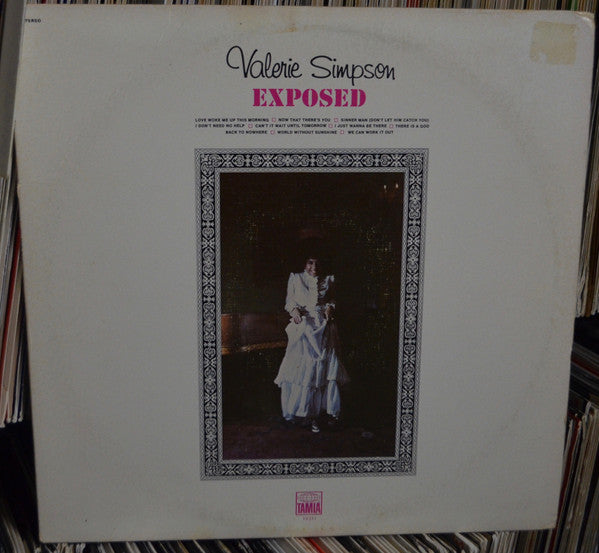 STEREO
Valerie Simpson
EXPOSED
LOVE WOKE ME UP THIS MORNING □ NOW THAT THERE'S YOU □ SINNER MAN (DON'T LET HIM CATCH YOU)
I DON'T NEED NO HELP □ CAN'T IT WAIT UNTIL TOMORROW □ I JUST WANNA BE THERE □ THERE IS A GOD
BACK TO NOWHERE □ WORLD WITHOUT SUNSHINE □ WE CAN WORK IT OUT
TAMLA